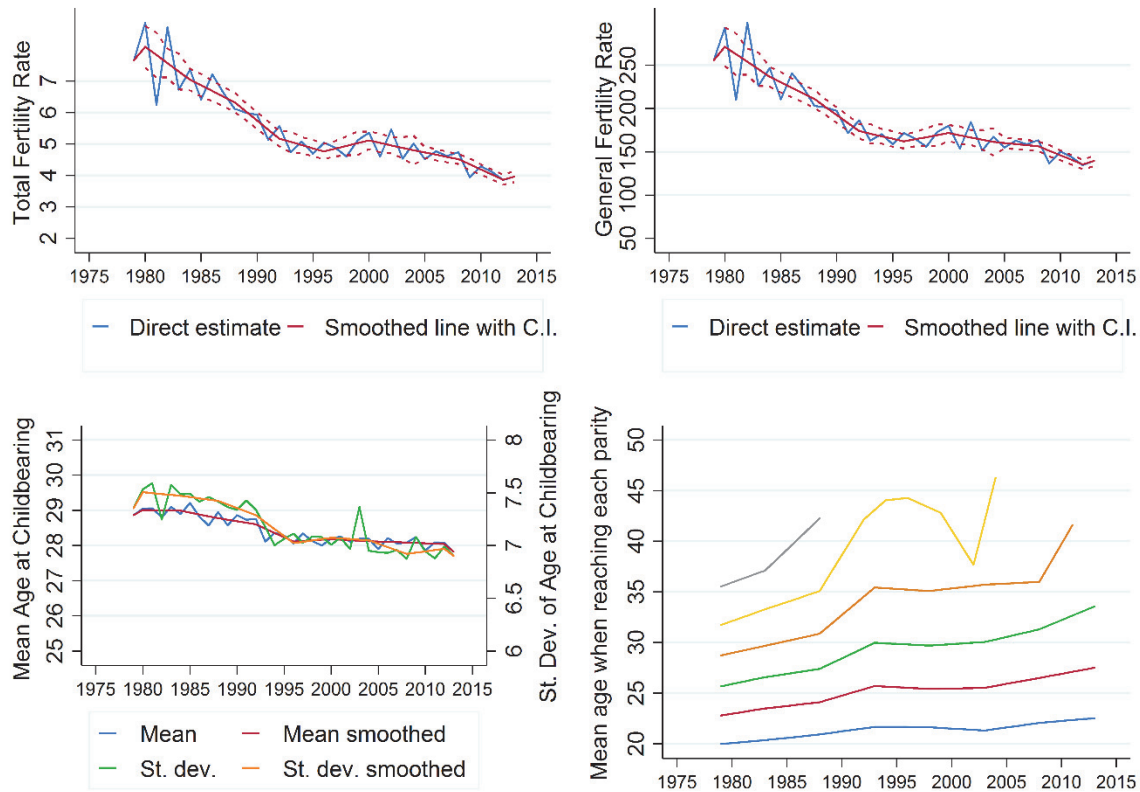 Total Fertility Rate
7
6
5
4
3
2
1975 1980 1985 1990 1995 2000 2005 2010 2015
Direct estimate Smoothed line with C.I.
General Fertility Rate
250
200
150
100
50
1975 1980 1985 1990 1995 2000 2005 2010 2015
Direct estimate Smoothed line with C.I.
Mean Age at Childbearing
31
30
29
28
27
26
25
St. Dev. of Age at Childbearing
8
7.5
7
6.5
6
1975 1980 1985 1990 1995 2000 2005 2010 2015
Mean Mean smoothed
St. dev. St. dev. smoothed
Mean age when reaching each parity
50
45
40
35
30
25
20
1975 1980 1985 1990 1995 2000 2005 2010 2015